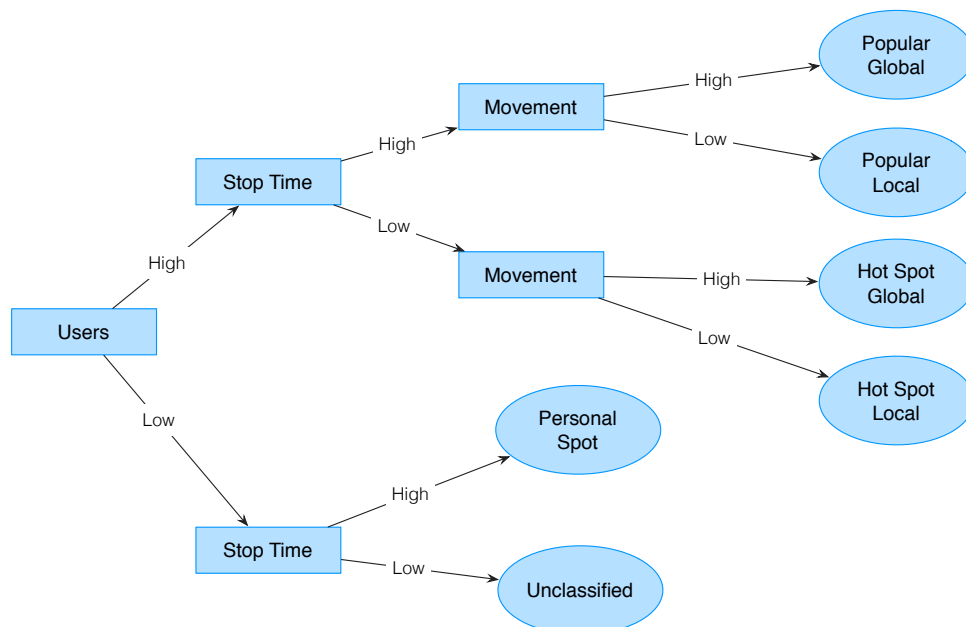 Popular
Global
High
Movement
Low
High
Popular
Local
Stop Time
Low
Hot Spot
Global
High
Movement
High
Low
Users
Hot Spot
Local
Low
Personal
Spot
High
Stop Time
Low
Unclassified